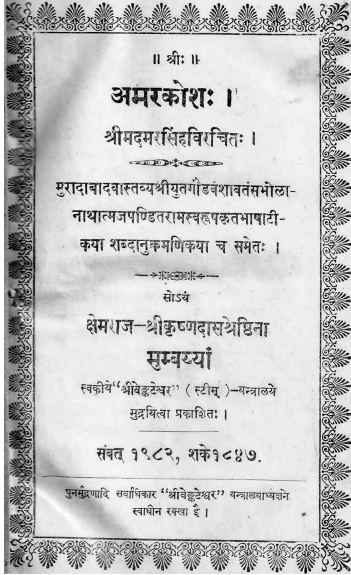 ॥ श्रीः ॥
अमरकोशः ।
श्रीमदमरसिंहविरचितः ।
मुरादाबादवास्तव्यश्रीयुतगौडवंशावतंसभोला-
नाथात्मजपण्डितरामस्वरूपकृतभाषाटी-
कया शब्दानुक्रमणिकया च समेतः ।
सोऽयं
क्षेमराज-श्रीकृष्णदासश्रेष्ठिना
मुम्बय्यां
स्वकीये "श्रीवेङ्कटेश्वर" ( स्टीम् ) -यन्त्रालये
मुद्रयित्वा प्रकाशितः ।
संवत् १९८२, शके १८४७.
पुनर्मुद्रणादि सर्वाधिकार "श्रीवेङ्कटेश्वर" यन्त्रालयाध्यक्षने
स्वाधीन रक्खा है ।